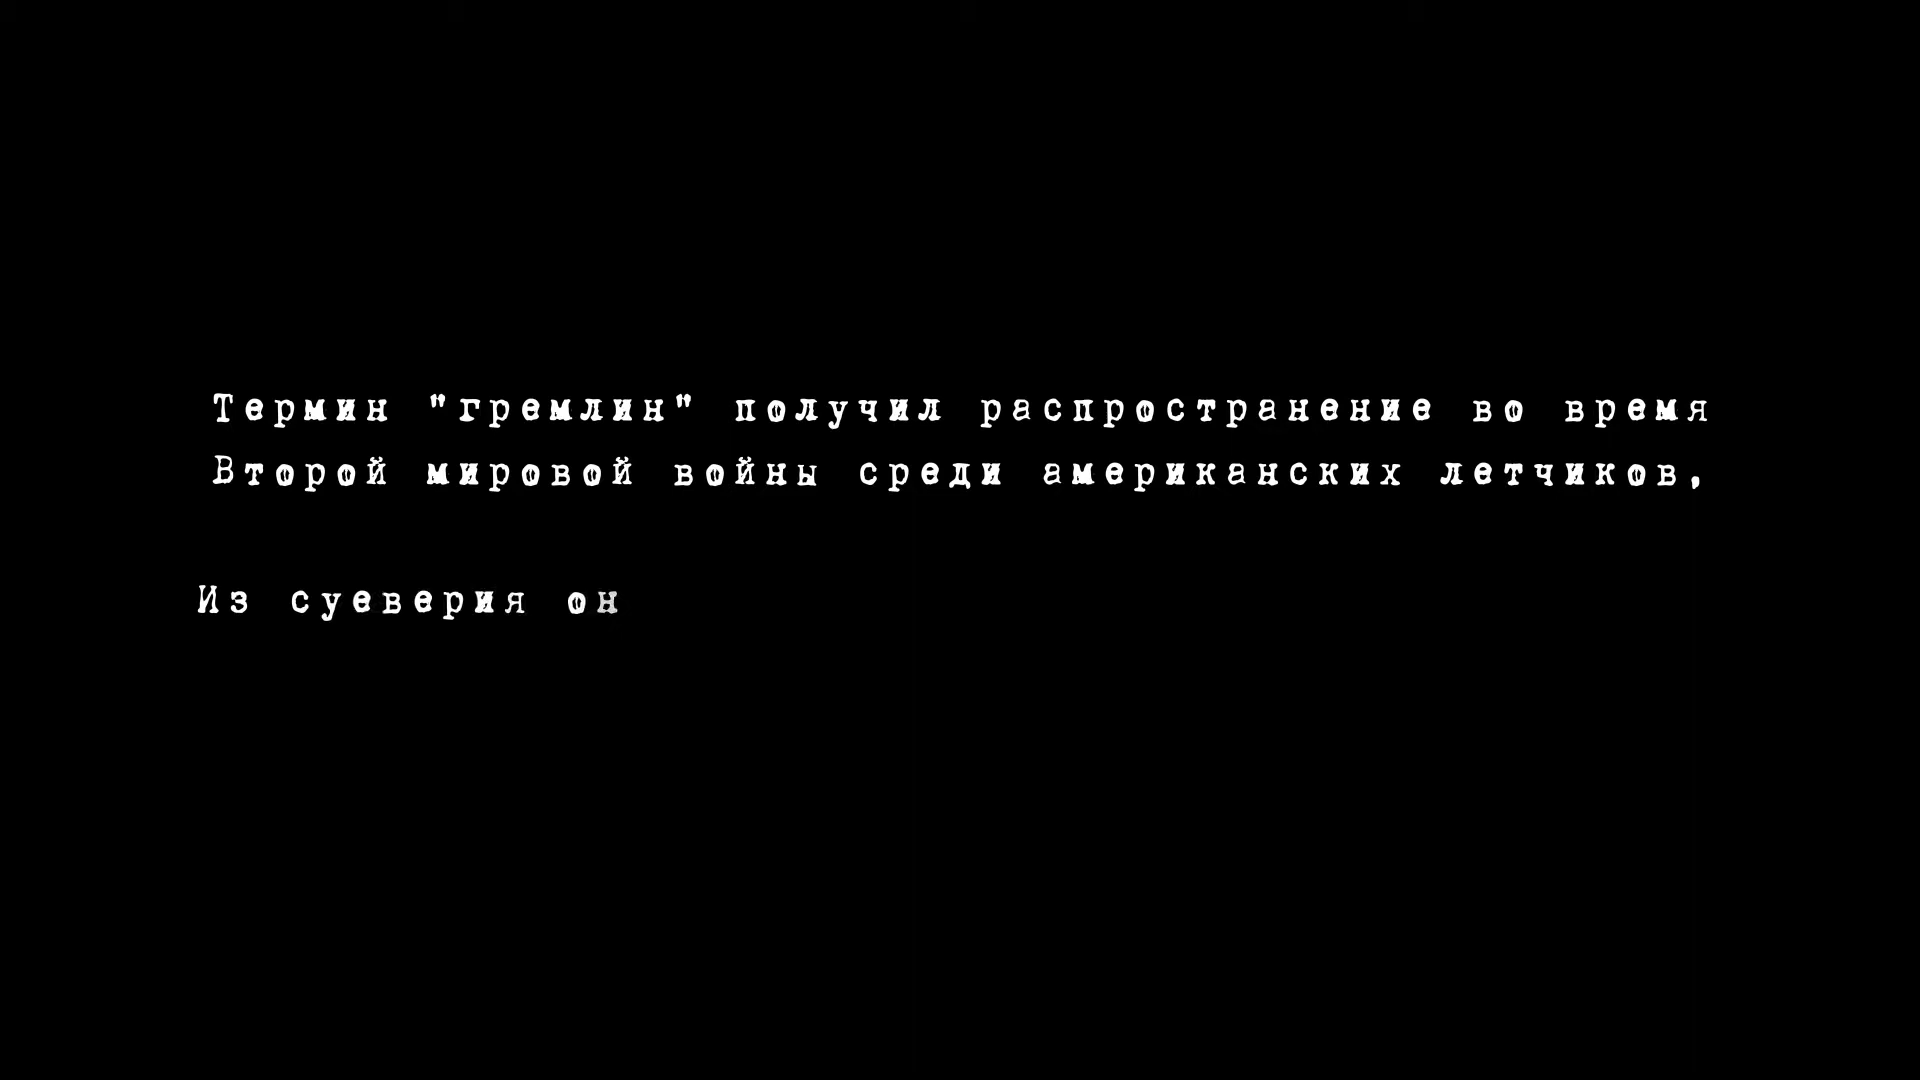 Термин "гремлин" получил распространение во время
Второй мировой войны среди американских летчиков,
Из суеверия он